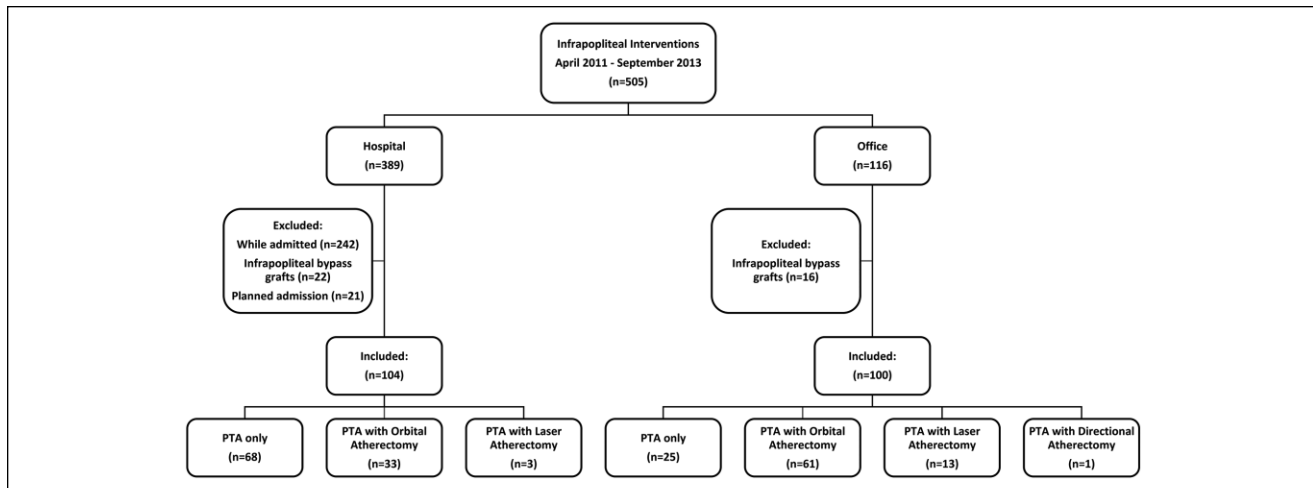 Infrapopliteal Interventions
April 2011 - September 2013
(n=505)
Hospital
(n=389)
Office
(n=116)
Excluded:
While admitted (n=242)
Infrapopliteal bypass
grafts (n=22)
Planned admission (n=21)
Excluded:
Infrapopliteal bypass
grafts (n=16)
Included:
(n=104)
Included:
(n=100)
PTA only
(n=68)
PTA with Orbital
Atherectomy
(n=33)
PTA with Laser
Atherectomy
(n=3)
PTA only
(n=25)
PTA with Orbital
Atherectomy
(n=61)
PTA with Laser
Atherectomy
(n=13)
PTA with Directional
Atherectomy
(n=1)